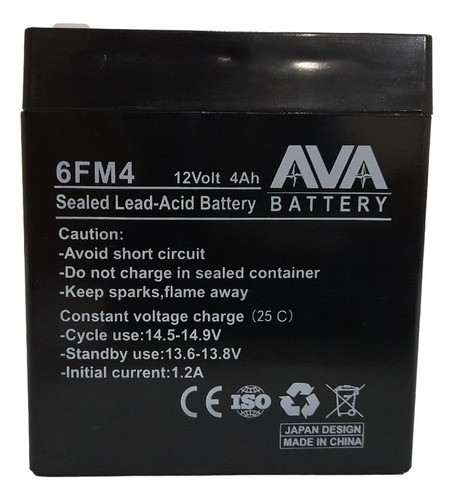 6FM4 12Volt 4Ah
Sealed Lead-Acid Battery
AVA
BATTERY
Caution:
-Avoid short circuit
-Do not charge in sealed container
-Keep sparks,flame away
Constant voltage charge (25 C)
-Cycle use:14.5-14.9V
-Standby use:13.6-13.8V
-Initial current:1.2A
CE ISO
JAPAN DESIGN
MADE IN CHINA